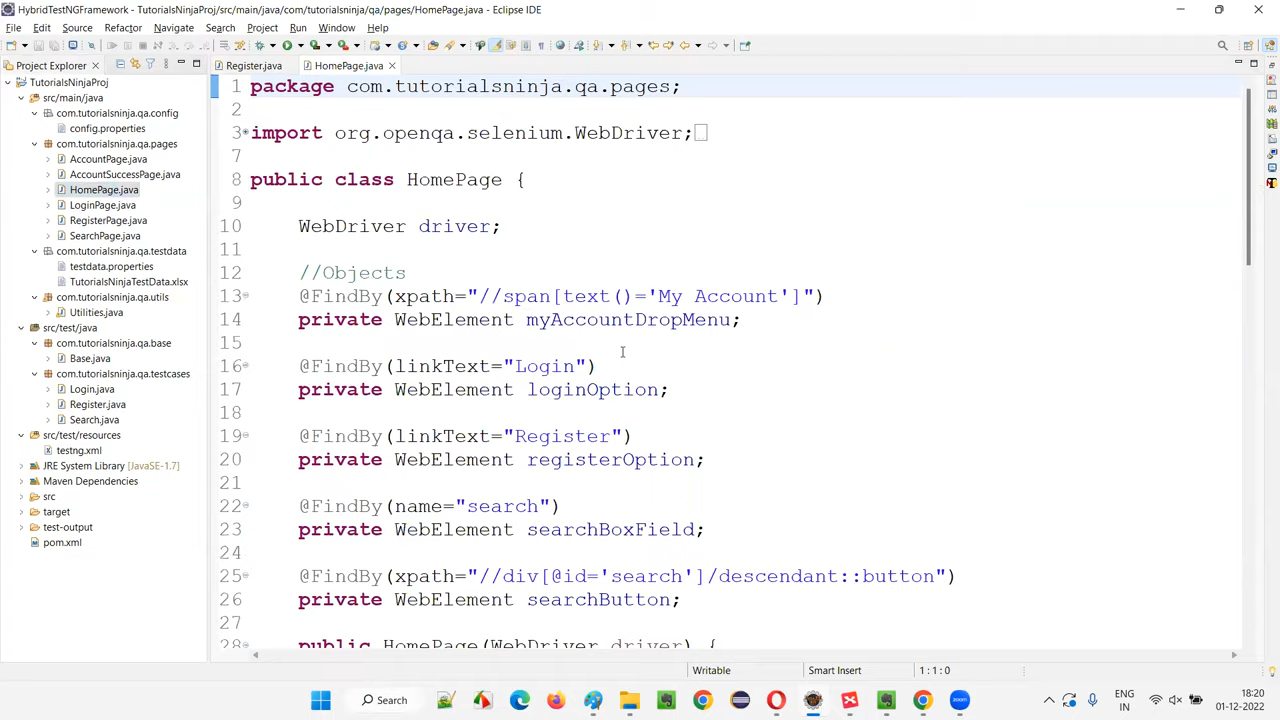 HybridTestNGFramework - TutorialsNinjaProj/src/main/java/com/tutorialsninja/qa/pages/HomePage.java - Eclipse IDE
File Edit Source Refactor Navigate Search Project Run Window Help
Project Explorer
TutorialsNinjaProj
src/main/java
com.tutorialsninja.qa.config
config.properties
com.tutorialsninja.qa.pages
AccountPage.java
AccountSuccessPage.java
HomePage.java
LoginPage.java
RegisterPage.java
SearchPage.java
com.tutorialsninja.qa.testdata
testdata.properties
TutorialsNinjaTestData.xlsx
com.tutorialsninja.qa.utils
Utilities.java
src/test/java
com.tutorialsninja.qa.base
Base.java
com.tutorialsninja.qa.testcases
Login.java
Register.java
Search.java
src/test/resources
testng.xml
JRE System Library [JavaSE-1.7]
Maven Dependencies
src
target
test-output
pom.xml
Register.java HomePage.java
1 package com.tutorialsninja.qa.pages;
2
3 import org.openqa.selenium.WebDriver;
7
8 public class HomePage {
9
10 WebDriver driver;
11
12 //Objects
13 @FindBy(xpath="//span[text()='My Account']")
14 private WebElement myAccountDropMenu;
15
16 @FindBy(linkText="Login")
17 private WebElement loginOption;
18
19 @FindBy(linkText="Register")
20 private WebElement registerOption;
21
22 @FindBy(name="search")
23 private WebElement searchBoxField;
24
25 @FindBy(xpath="//div[@id='search']/descendant::button")
26 private WebElement searchButton;
27
28 public HomePage(WebDriver driver) {
Writable Smart Insert 1 : 1 : 0
Search
ENG
IN
18:20
01-12-2022